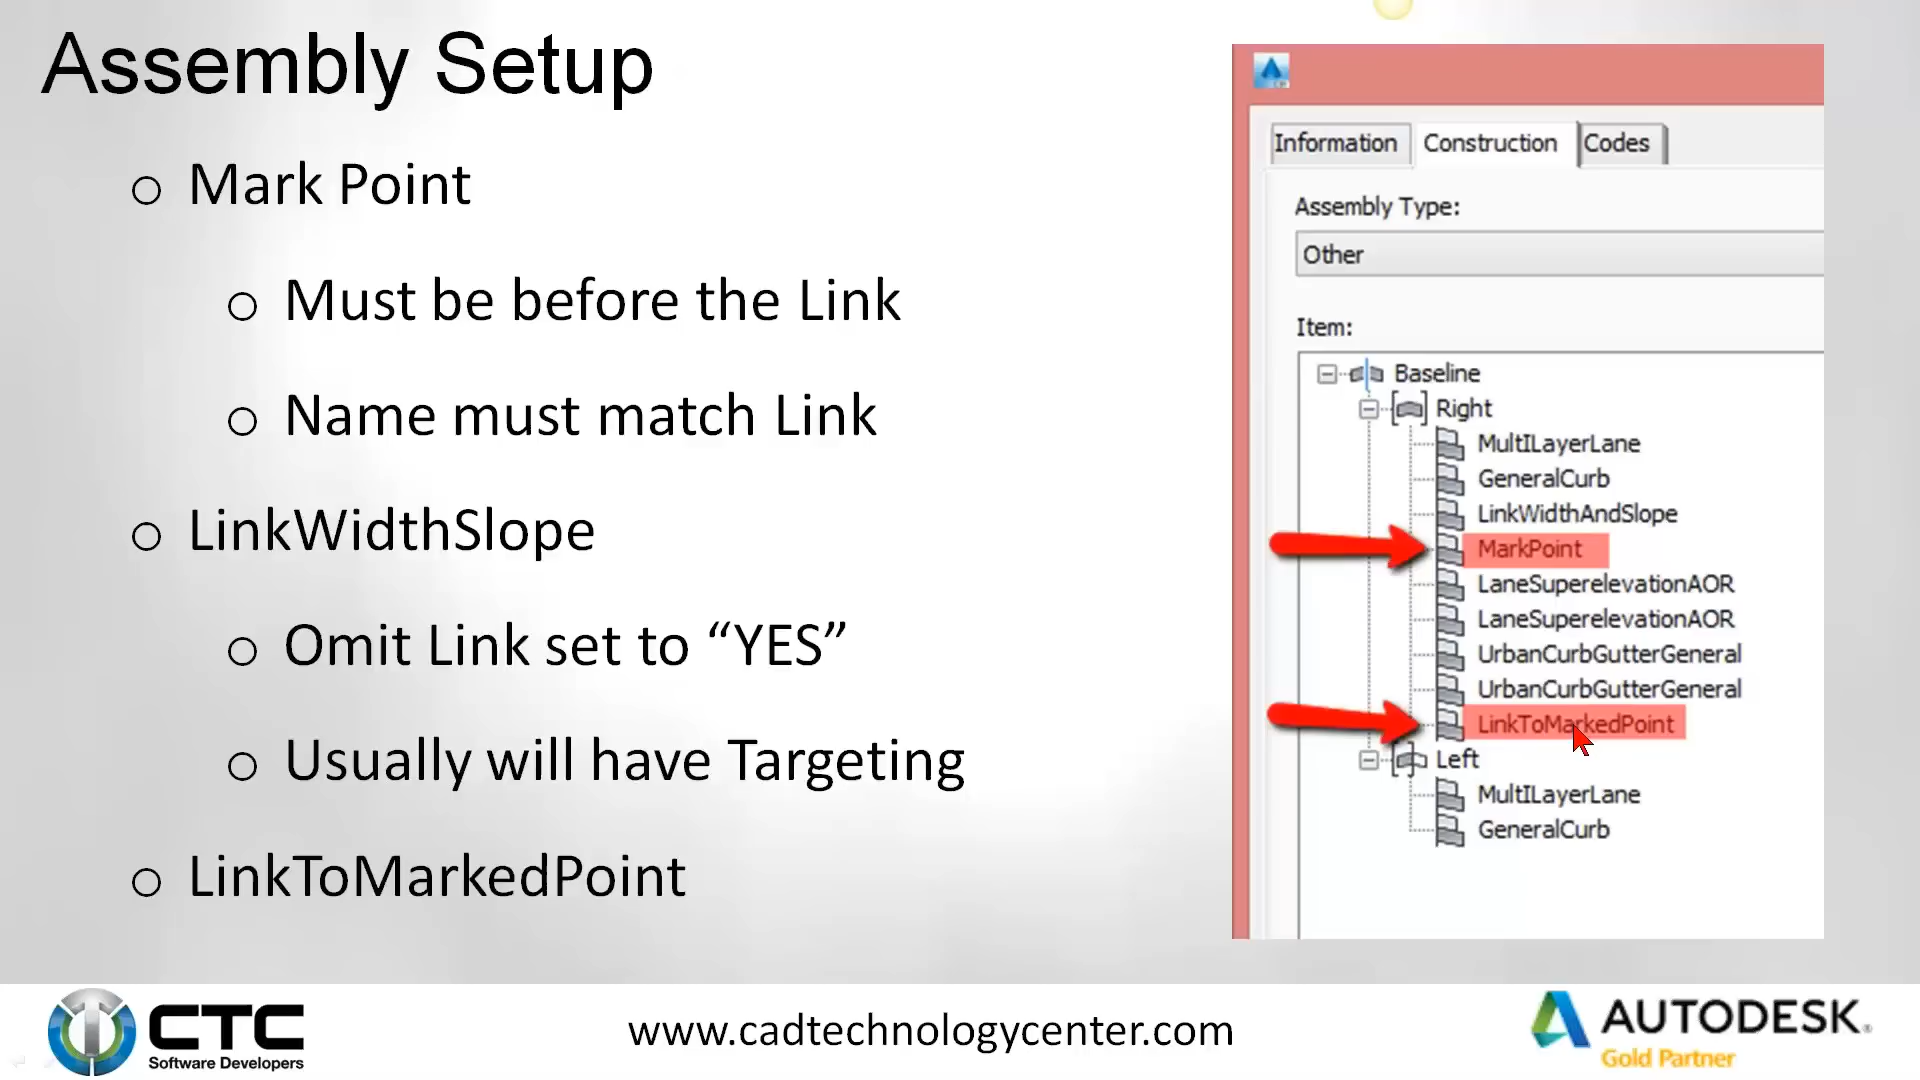 Assembly Setup
o Mark Point
o Must be before the Link
o Name must match Link
o LinkWidthSlope
o Omit Link set to “YES”
o Usually will have Targeting
o LinkToMarkedPoint
Information Construction Codes
Assembly Type:
Other
Item:
Baseline
Right
MultILayerLane
GeneralCurb
LinkWidthAndSlope
MarkPoint
LaneSuperelevationAOR
LaneSuperelevationAOR
UrbanCurbGutterGeneral
UrbanCurbGutterGeneral
LinkToMarkedPoint
Left
MultILayerLane
GeneralCurb
CTC
Software Developers
www.cadtechnologycenter.com
AUTODESK®
Gold Partner